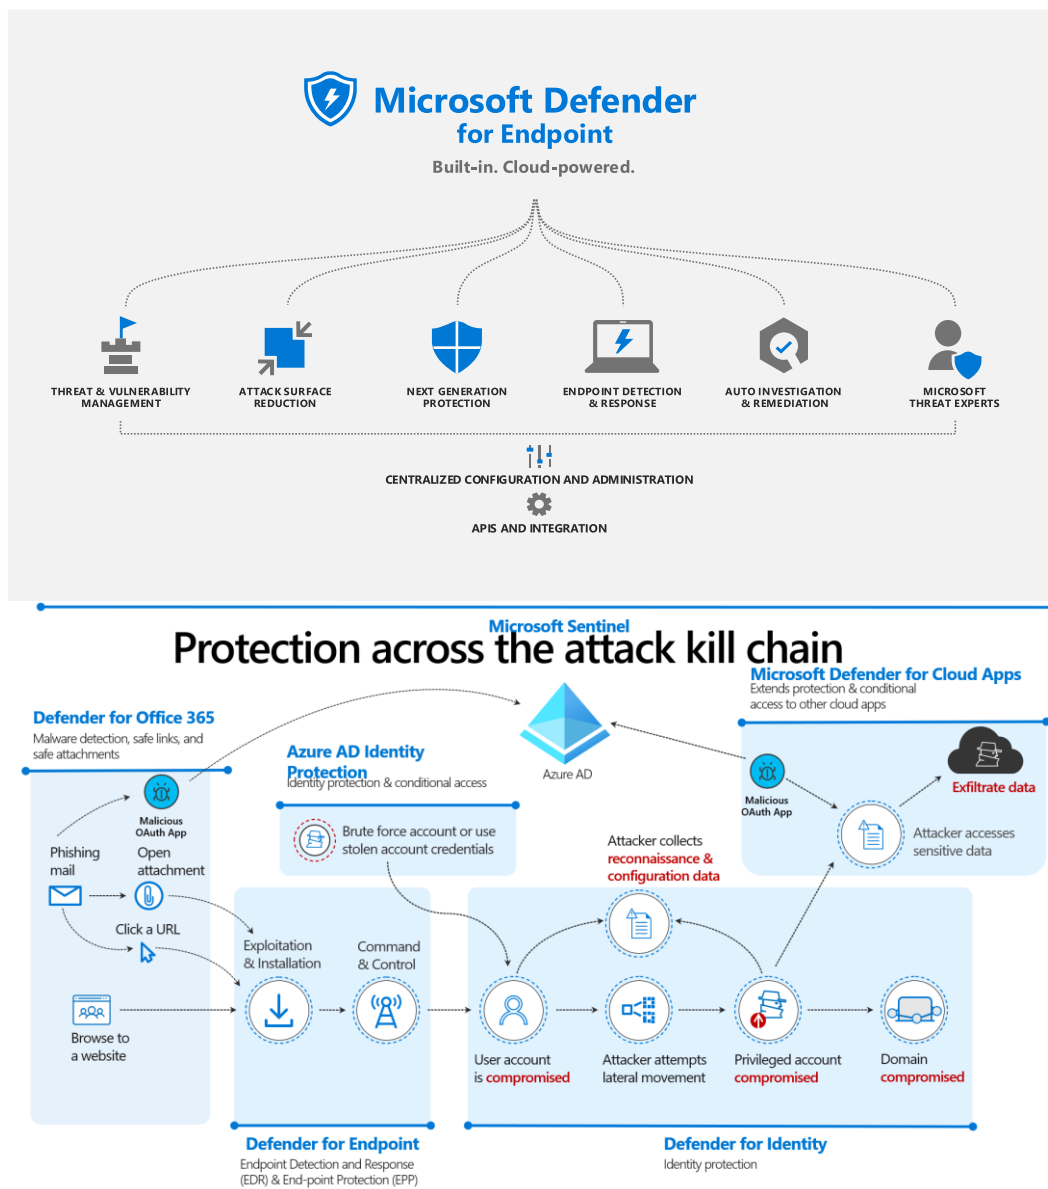 Microsoft Defender
for Endpoint
Built-in. Cloud-powered.
THREAT & VULNERABILITY
MANAGEMENT
ATTACK SURFACE
REDUCTION
NEXT GENERATION
PROTECTION
ENDPOINT DETECTION
& RESPONSE
AUTO INVESTIGATION
& REMEDIATION
MICROSOFT
THREAT EXPERTS
CENTRALIZED CONFIGURATION AND ADMINISTRATION
APIS AND INTEGRATION
Microsoft Sentinel
Protection across the attack kill chain
Microsoft Defender for Cloud Apps
Extends protection & conditional
access to other cloud apps
Defender for Office 365
Malware detection, safe links, and
safe attachments
Azure AD Identity
Protection
Identity protection & conditional access
Azure AD
Malicious
OAuth App
Exfiltrate data
Malicious
OAuth App
Attacker accesses
sensitive data
Brute force account or use
stolen account credentials
Attacker collects
reconnaissance &
configuration data
Phishing
mail
Open
attachment
Click a URL
Exploitation
& Installation
Command
& Control
Browse to
a website
User account
is compromised
Attacker attempts
lateral movement
Privileged account
compromised
Domain
compromised
Defender for Endpoint
Endpoint Detection and Response
(EDR) & End-point Protection (EPP)
Defender for Identity
Identity protection